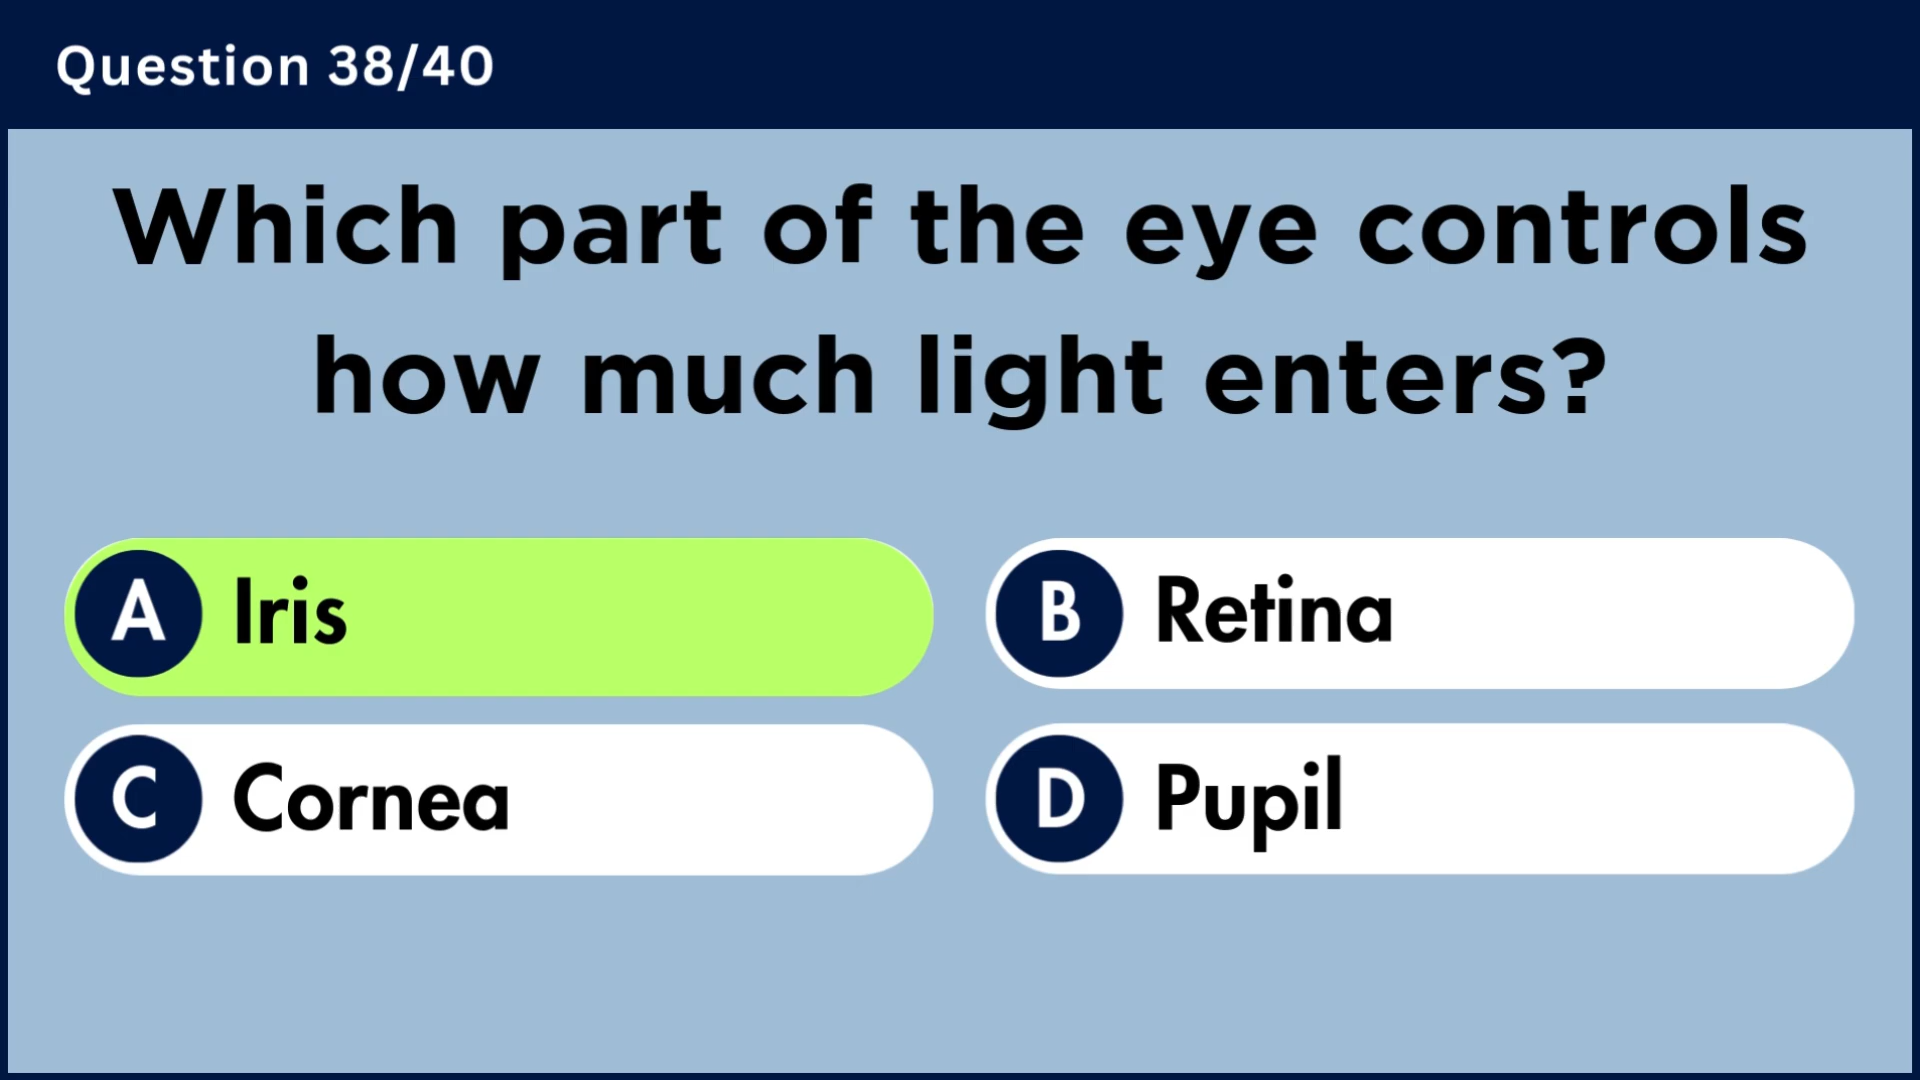 Question 38/40
Which part of the eye controls
how much light enters?
A Iris
B Retina
C Cornea
D Pupil